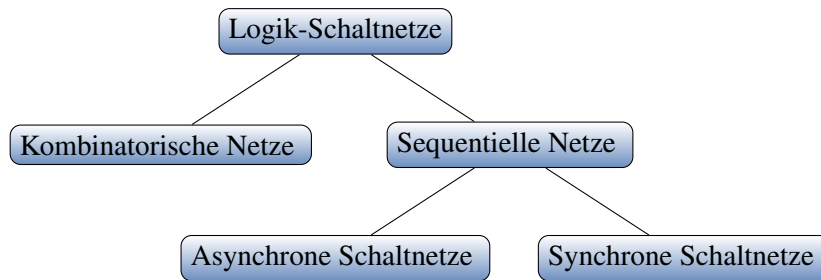 Logik-Schaltnetze
Kombinatorische Netze
Sequentielle Netze
Asynchrone Schaltnetze
Synchrone Schaltnetze